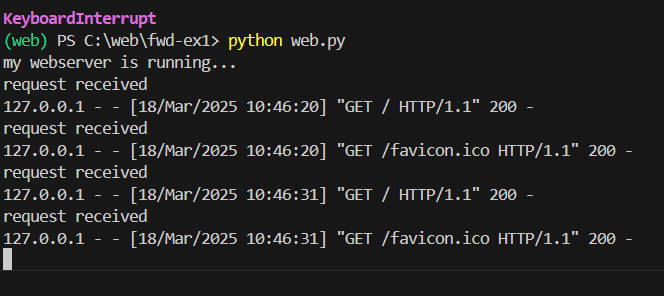 KeyboardInterrupt
(web) PS C:\web\fwd-ex1> python web.py
my webserver is running...
request received
127.0.0.1 - - [18/Mar/2025 10:46:20] "GET / HTTP/1.1" 200 -
request received
127.0.0.1 - - [18/Mar/2025 10:46:20] "GET /favicon.ico HTTP/1.1" 200 -
request received
127.0.0.1 - - [18/Mar/2025 10:46:31] "GET / HTTP/1.1" 200 -
request received
127.0.0.1 - - [18/Mar/2025 10:46:31] "GET /favicon.ico HTTP/1.1" 200 -